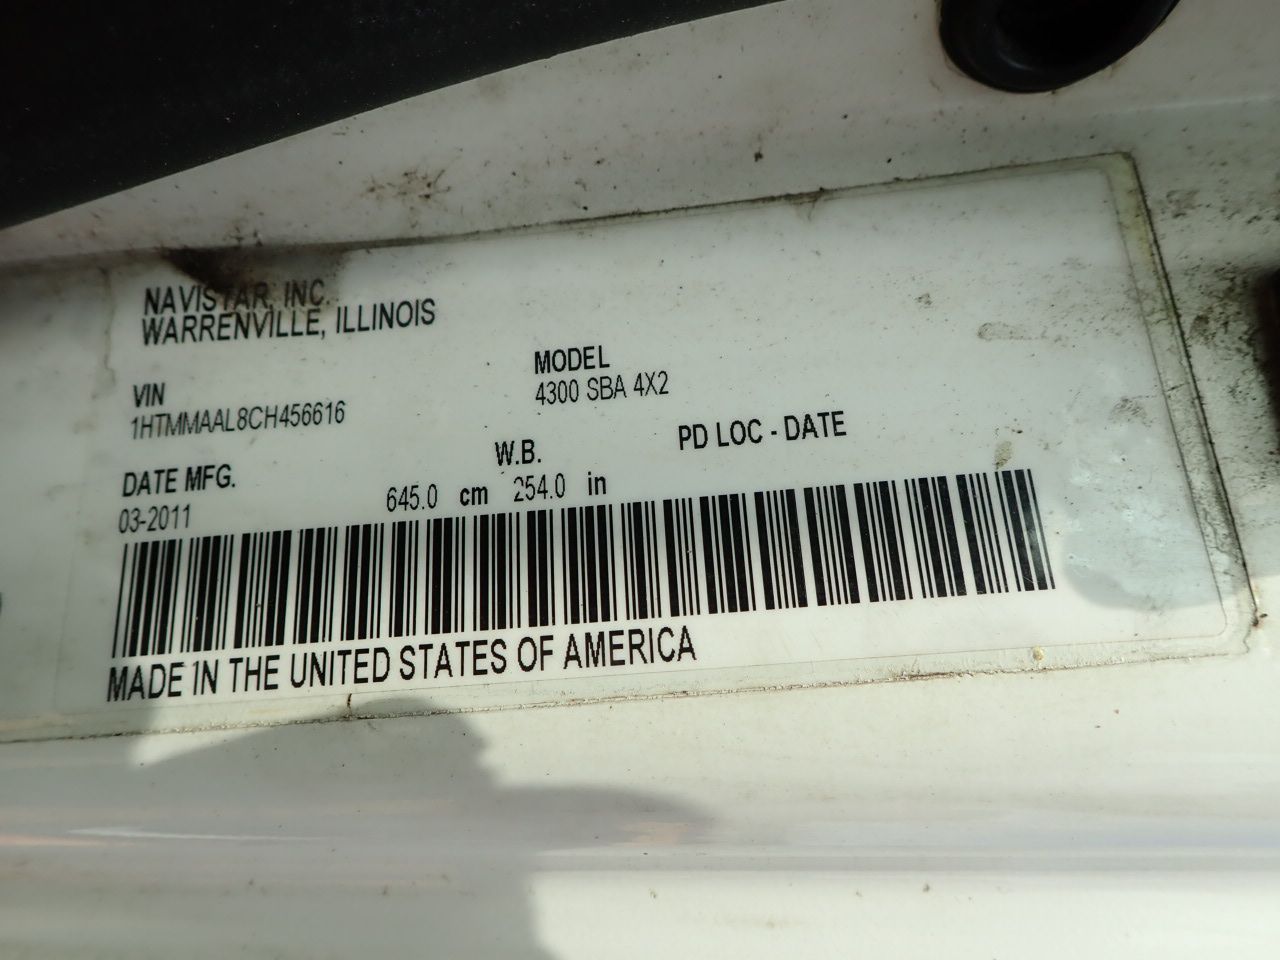 NAVISTAR, INC.
WARRENVILLE, ILLINOIS
VIN
1HTMMAAL8CH456616
MODEL
4300 SBA 4X2
DATE MFG.
03-2011
W.B.
645.0 cm 254.0 in
PD LOC - DATE
MADE IN THE UNITED STATES OF AMERICA